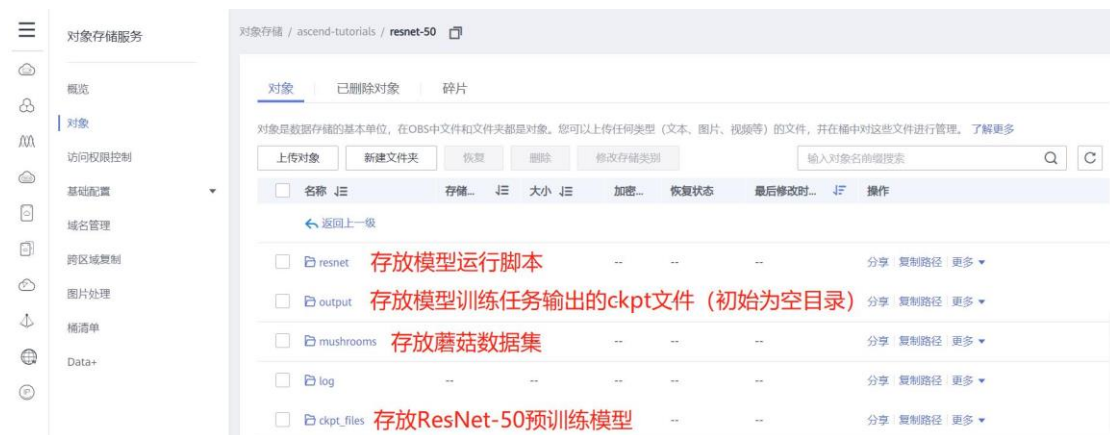 对象存储服务
概览
对象
访问权限控制
基础配置
域名管理
跨区域复制
图片处理
桶清单
Data+
对象存储 / ascend-tutorials / resnet-50
对象 已删除对象 碎片
对象是数据存储的基本单位，在OBS中文件和文件夹都是对象。您可以上传任何类型（文本、图片、视频等）的文件，并在桶中对这些文件进行管理。 了解更多
上传对象 新建文件夹 恢复 删除 修改存储类别 输入对象名前缀搜索
名称 存储... 大小 加密... 恢复状态 最后修改时... 操作
返回上一级
resnet 存放模型运行脚本 -- -- -- 分享 复制路径 更多
output 存放模型训练任务输出的ckpt文件（初始为空目录） 分享 复制路径 更多
mushrooms 存放蘑菇数据集 -- -- -- 分享 复制路径 更多
log -- -- -- -- -- 分享 复制路径 更多
ckpt_files 存放ResNet-50预训练模型 -- -- 分享 复制路径 更多